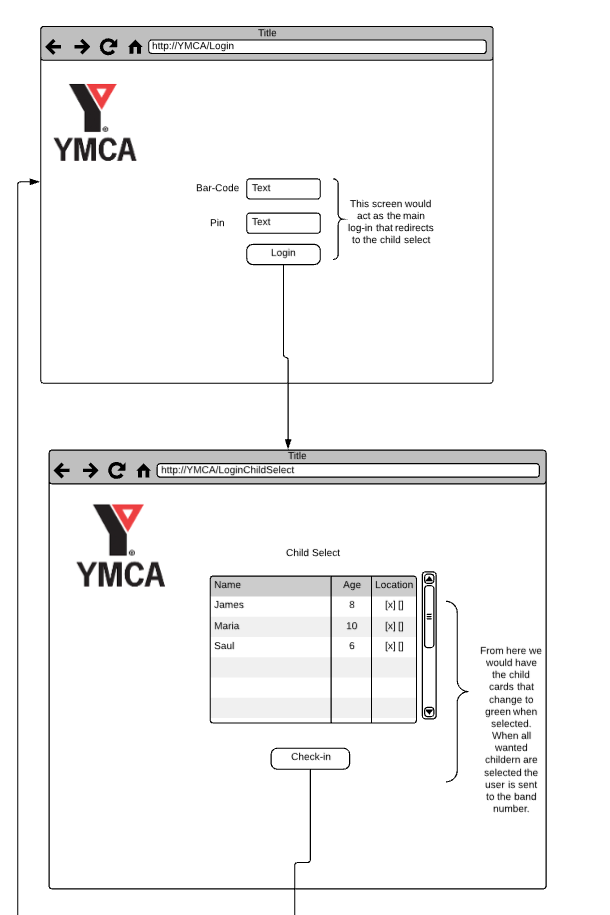 Title
http://YMCA/Login
YMCA
Bar-Code Text
Pin Text
Login
This screen would
act as the main
log-in that redirects
to the child select
Title
http://YMCA/LoginChildSelect
YMCA
Child Select
Name Age Location
James 8 [x] []
Maria 10 [x] []
Saul 6 [x] []
Check-in
From here we
would have
the child
cards that
change to
green when
selected.
When all
wanted
childern are
selected the
user is sent
to the band
number.